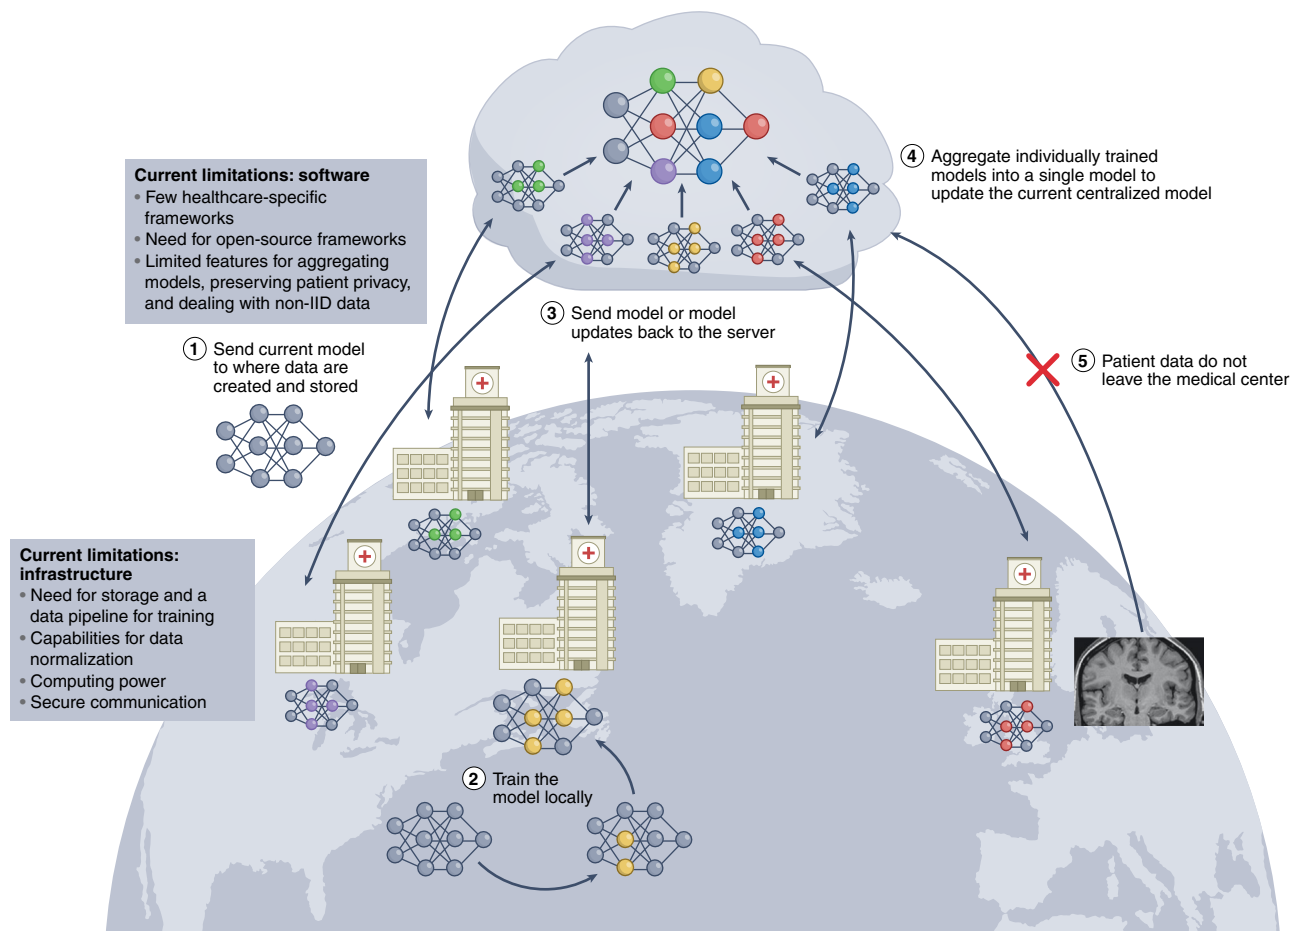 Current limitations: software
• Few healthcare-specific
frameworks
• Need for open-source frameworks
• Limited features for aggregating
models, preserving patient privacy,
and dealing with non-IID data
4 Aggregate individually trained
models into a single model to
update the current centralized model
3 Send model or model
updates back to the server
1 Send current model
to where data are
created and stored
5 Patient data do not
leave the medical center
Current limitations:
infrastructure
• Need for storage and a
data pipeline for training
• Capabilities for data
normalization
• Computing power
• Secure communication
2 Train the
model locally